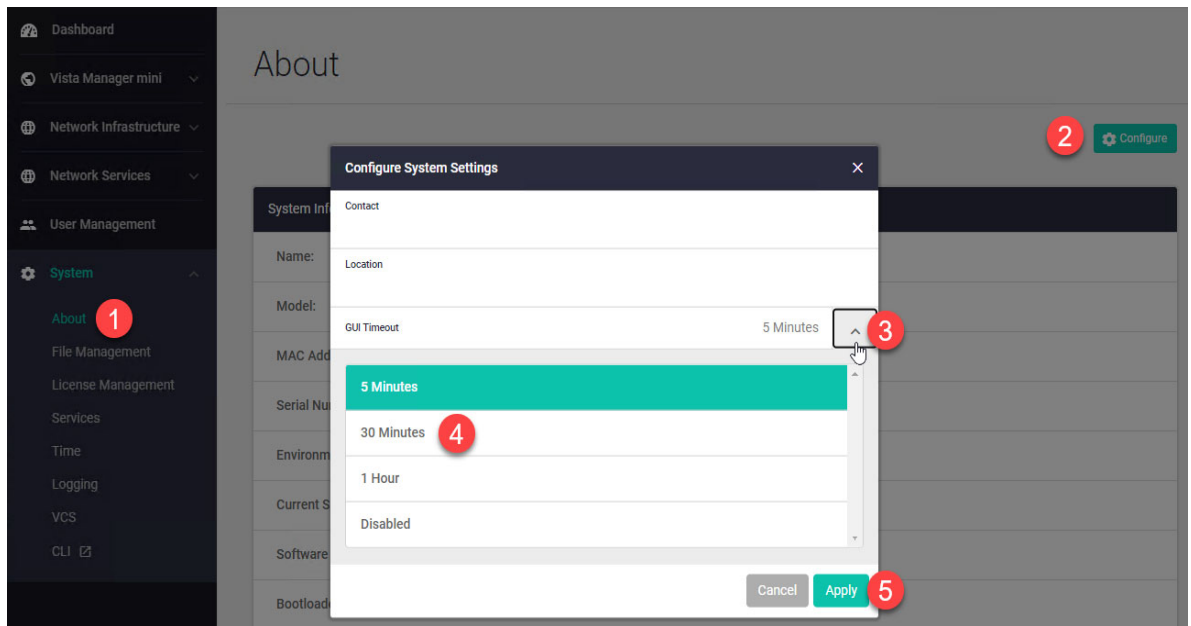 Dashboard
Vista Manager mini
Network Infrastructure
Network Services
User Management
System
About
1
File Management
License Management
Services
Time
Logging
VCS
CLI
About
2
Configure
System Inf
Name:
Model:
MAC Add
Serial Nu
Environm
Current S
Software
Bootload
Configure System Settings
Contact
Location
GUI Timeout
5 Minutes
3
5 Minutes
30 Minutes
4
1 Hour
Disabled
Cancel
Apply
5